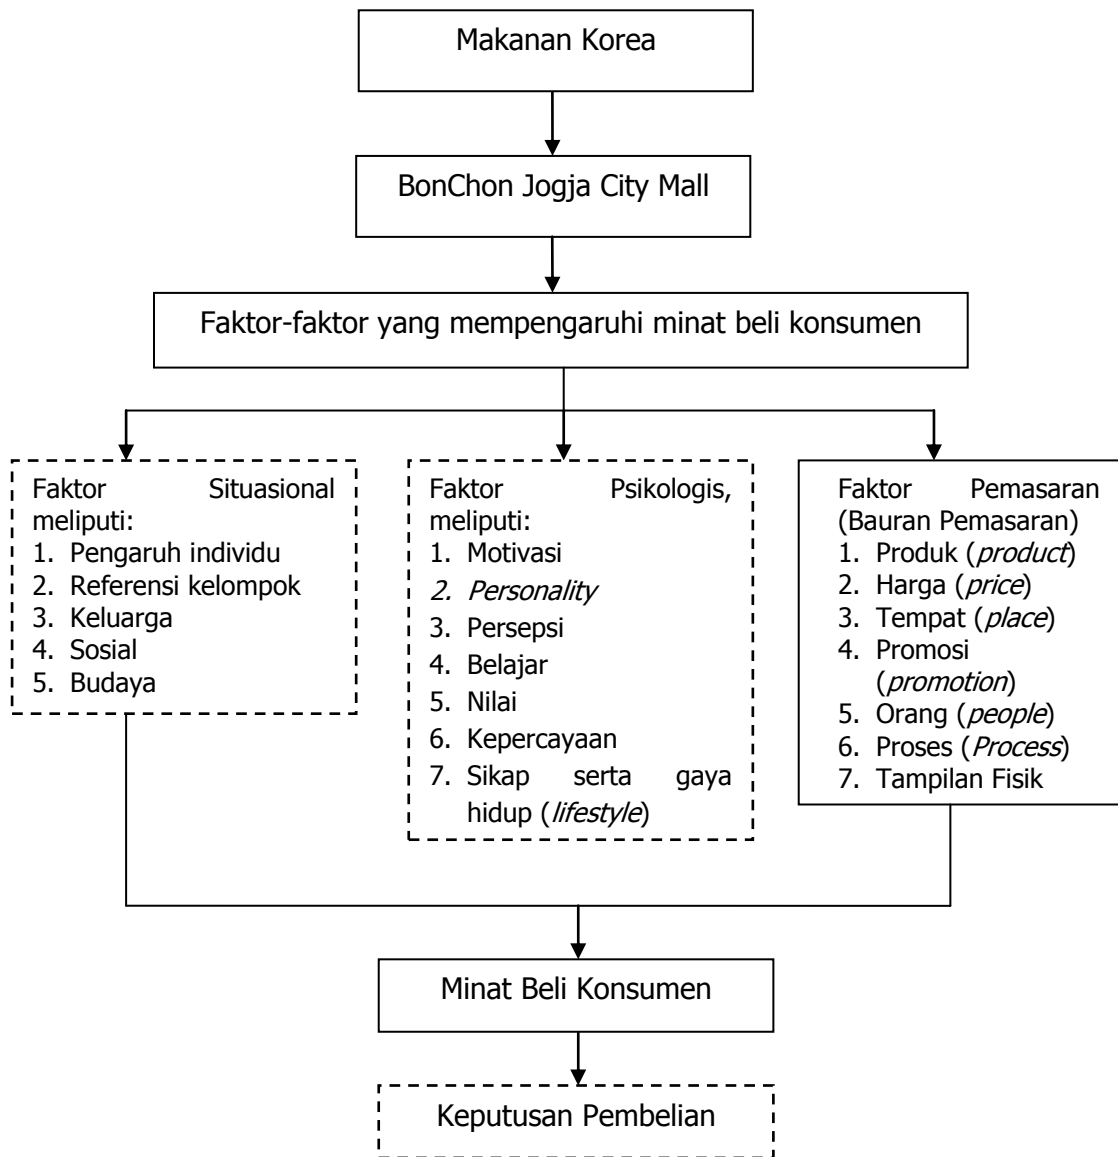 Makanan Korea
BonChon Jogja City Mall
Faktor-faktor yang mempengaruhi minat beli konsumen
Faktor Situasional
meliputi:
1. Pengaruh individu
2. Referensi kelompok
3. Keluarga
4. Sosial
5. Budaya
Faktor Psikologis,
meliputi:
1. Motivasi
2. Personality
3. Persepsi
4. Belajar
5. Nilai
6. Kepercayaan
7. Sikap serta gaya
hidup (lifestyle)
Faktor Pemasaran
(Bauran Pemasaran)
1. Produk (product)
2. Harga (price)
3. Tempat (place)
4. Promosi
(promotion)
5. Orang (people)
6. Proses (Process)
7. Tampilan Fisik
Minat Beli Konsumen
Keputusan Pembelian